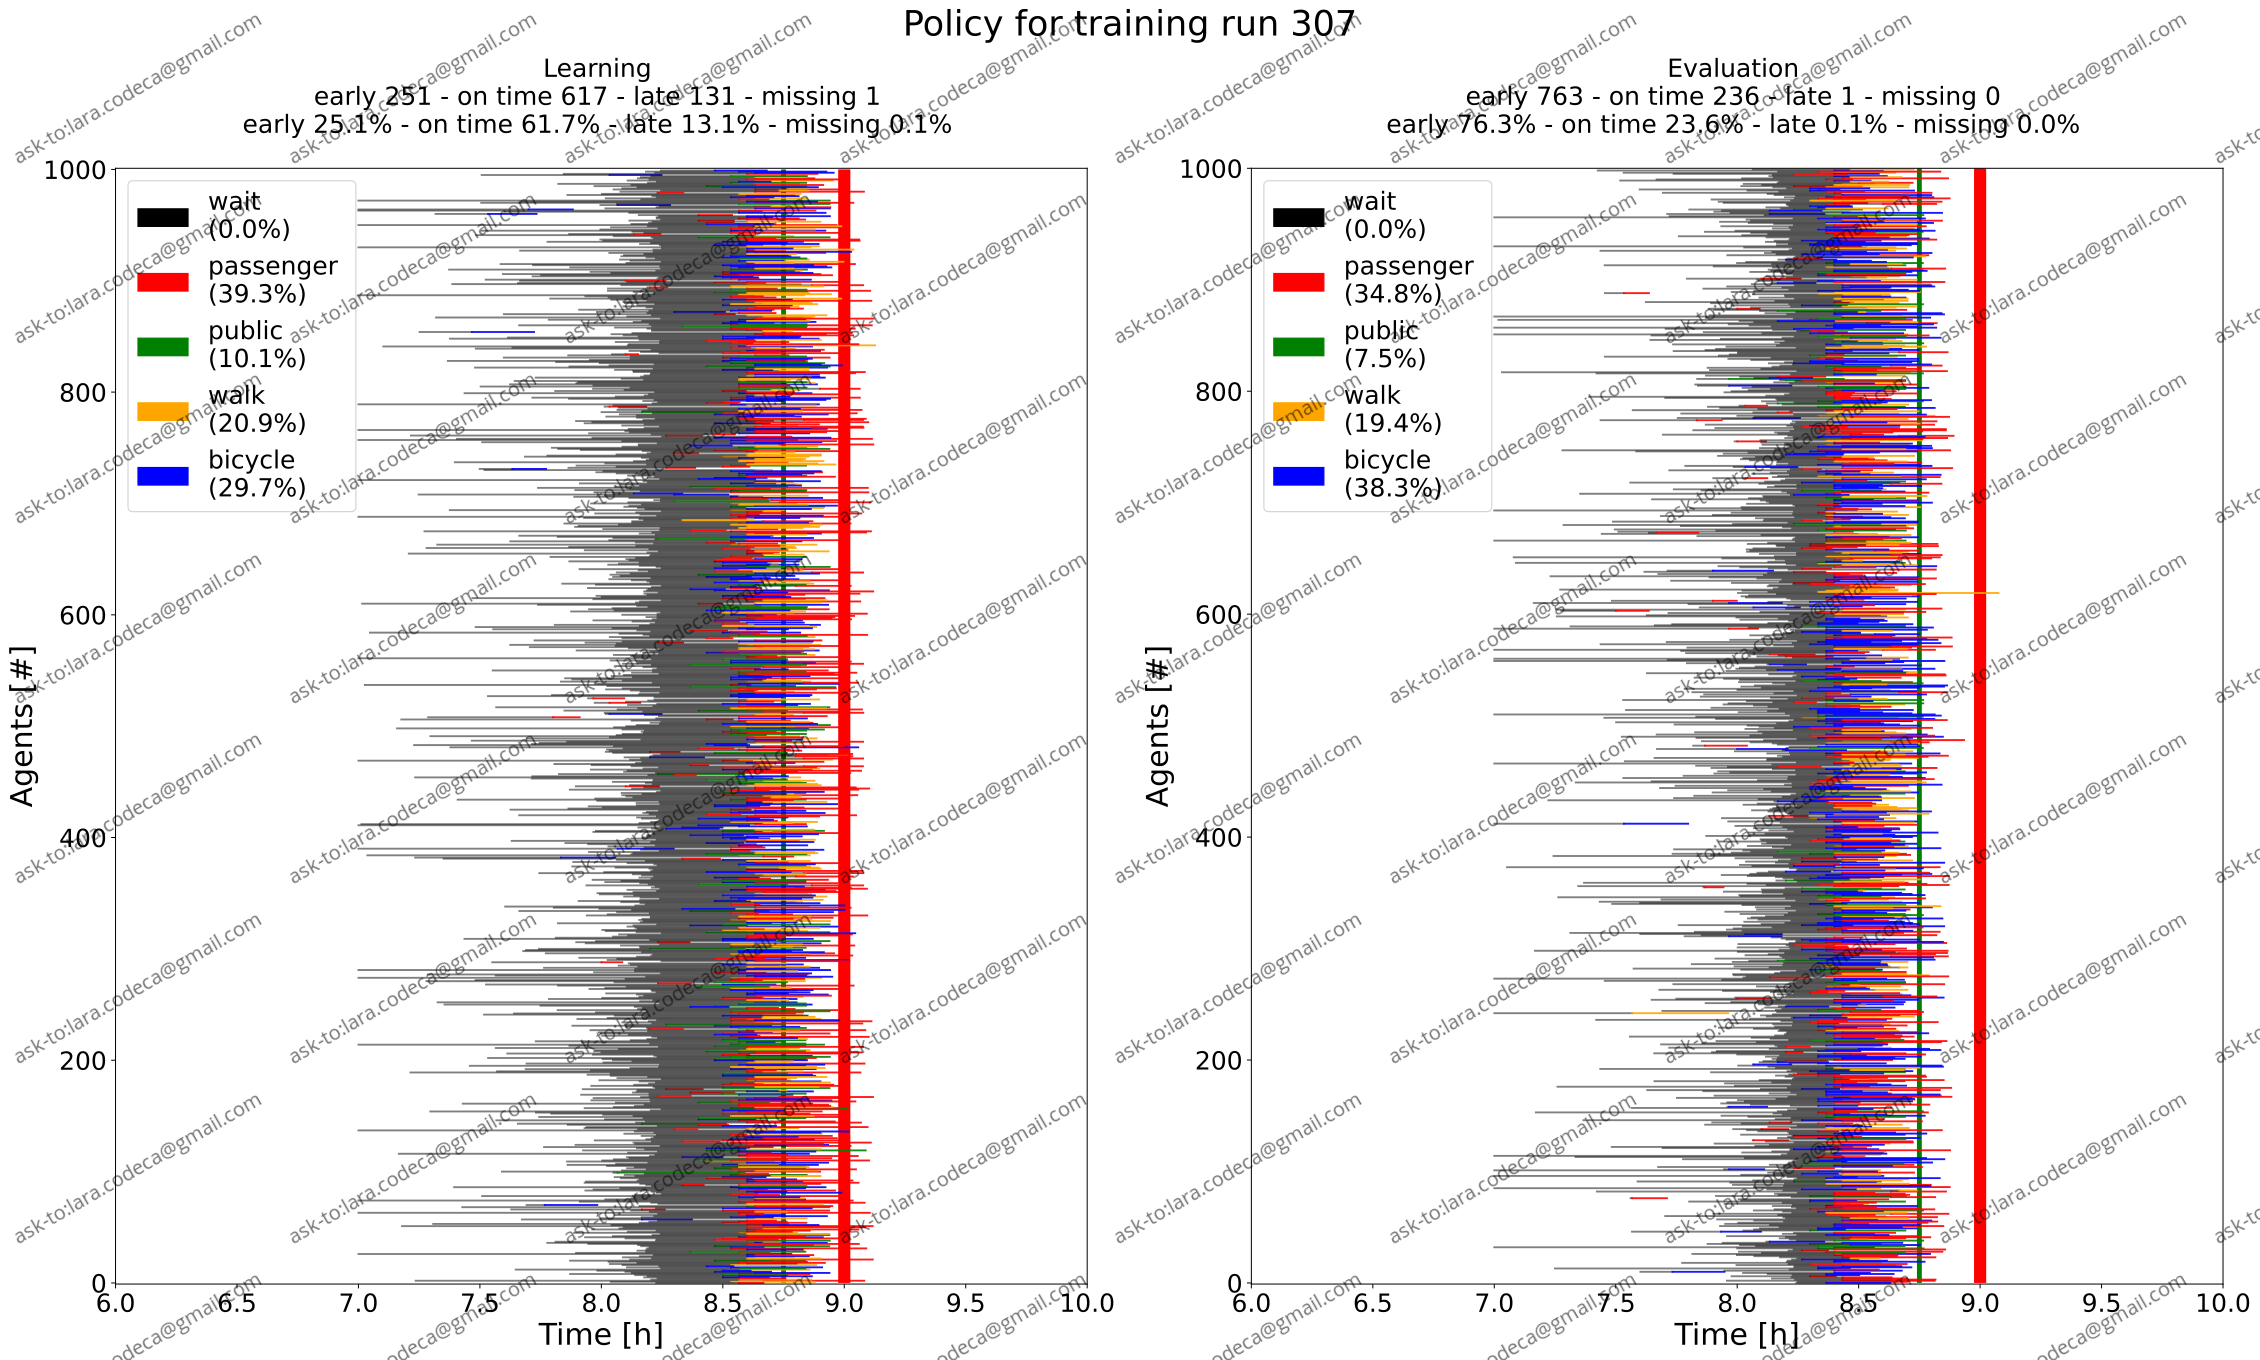 Policy for training run 307
Learning
early 251 - on time 617 - late 131 - missing 1
early 25.1% - on time 61.7% - late 13.1% - missing 0.1%
1000
800
600
400
200
0
Agents [#]
wait
(0.0%)
passenger
(39.3%)
public
(10.1%)
walk
(20.9%)
bicycle
(29.7%)
6.0 6.5 7.0 7.5 8.0 8.5 9.0 9.5 10.0
Time [h]
Evaluation
early 763 - on time 236 - late 1 - missing 0
early 76.3% - on time 23.6% - late 0.1% - missing 0.0%
1000
800
600
400
200
0
Agents [#]
wait
(0.0%)
passenger
(34.8%)
public
(7.5%)
walk
(19.4%)
bicycle
(38.3%)
6.0 6.5 7.0 7.5 8.0 8.5 9.0 9.5 10.0
Time [h]
ask-to:lara.codeca@gmail.com